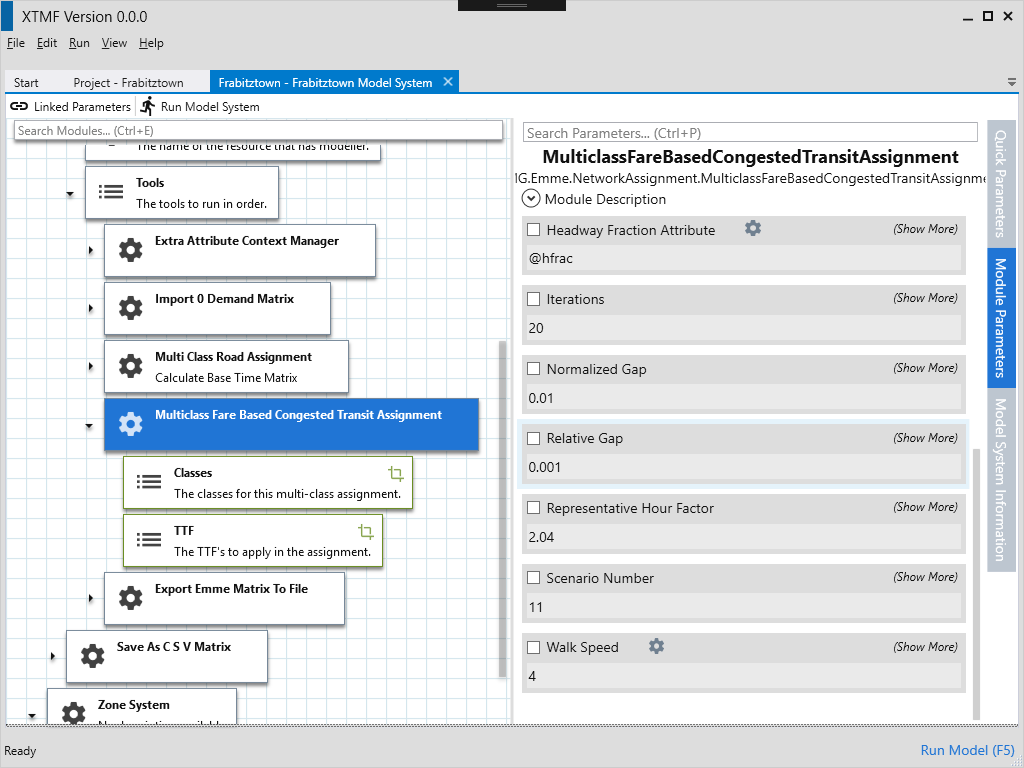 XTMF Version 0.0.0
File Edit Run View Help
Start Project - Frabitztown Frabitztown - Frabitztown Model System
Linked Parameters Run Model System
Search Modules... (Ctrl+E)
The name of the resource that has modeller.
Tools
The tools to run in order.
Extra Attribute Context Manager
Import 0 Demand Matrix
Multi Class Road Assignment
Calculate Base Time Matrix
Multiclass Fare Based Congested Transit Assignment
Classes
The classes for this multi-class assignment.
TTF
The TTF's to apply in the assignment.
Export Emme Matrix To File
Save As C S V Matrix
Zone System
Search Parameters... (Ctrl+P)
MulticlassFareBasedCongestedTransitAssignment
MG.Emme.NetworkAssignment.MulticlassFareBasedCongestedTransitAssignme
Module Description
Headway Fraction Attribute (Show More)
@hfrac
Iterations (Show More)
20
Normalized Gap (Show More)
0.01
Relative Gap (Show More)
0.001
Representative Hour Factor (Show More)
2.04
Scenario Number (Show More)
11
Walk Speed (Show More)
4
Quick Parameters
Module Parameters
Model System Information
Ready
Run Model (F5)